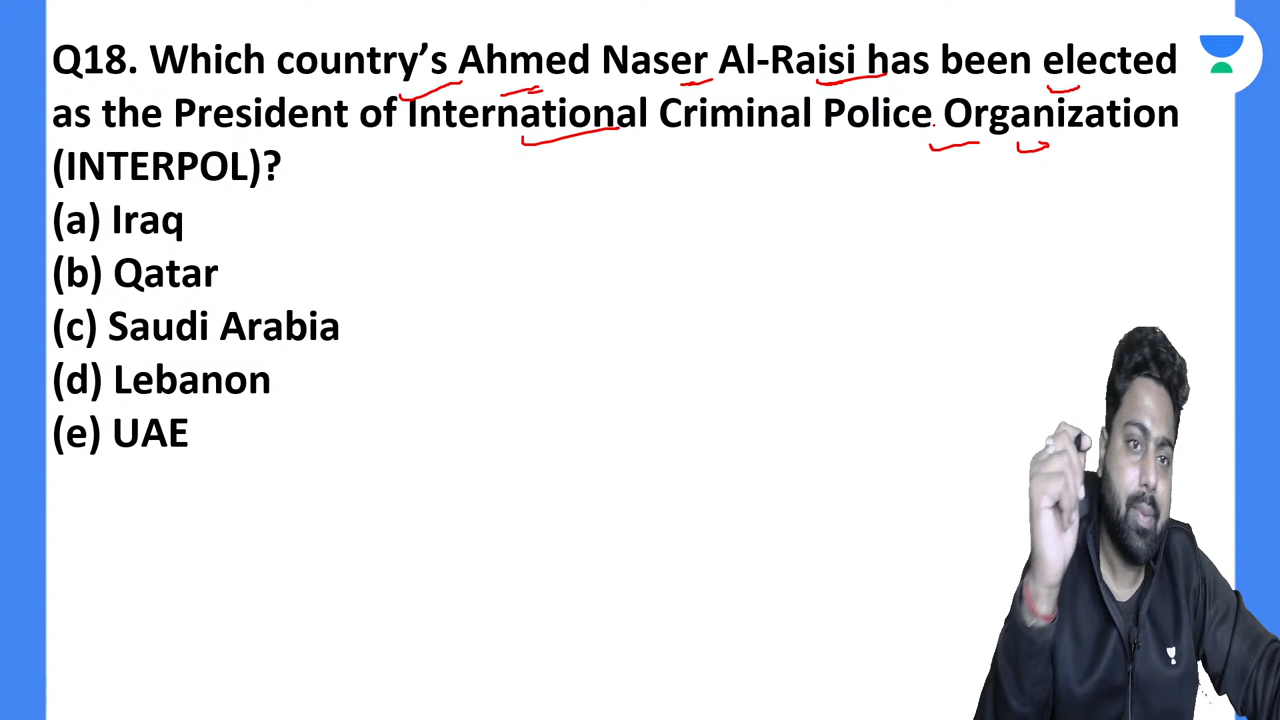 Q18. Which country’s Ahmed Naser Al-Raisi has been elected
as the President of International Criminal Police Organization
(INTERPOL)?
(a) Iraq
(b) Qatar
(c) Saudi Arabia
(d) Lebanon
(e) UAE